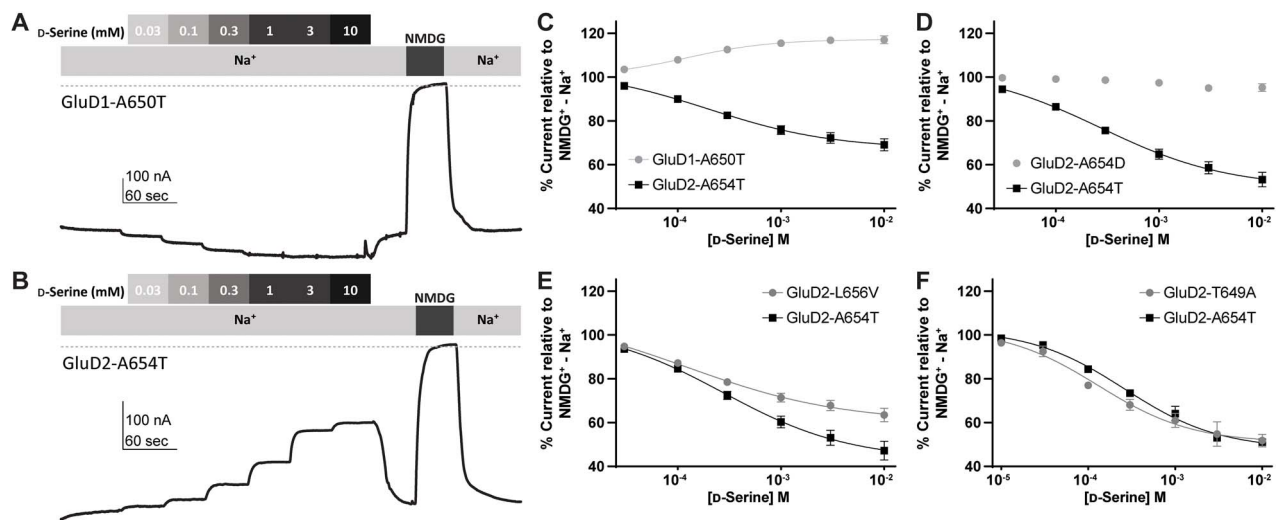 A
D-Serine (mM) 0.03 0.1 0.3 1 3 10
NMDG
Na⁺ Na⁺
GluD1-A650T
100 nA
60 sec
B
D-Serine (mM) 0.03 0.1 0.3 1 3 10
NMDG
Na⁺ Na⁺
GluD2-A654T
100 nA
60 sec
C
% Current relative to
NMDG⁺ - Na⁺
120
100
80
60
40
GluD1-A650T
GluD2-A654T
10⁻⁴ 10⁻³ 10⁻²
[D-Serine] M
D
% Current relative to
NMDG⁺ - Na⁺
120
100
80
60
40
GluD2-A654D
GluD2-A654T
10⁻⁴ 10⁻³ 10⁻²
[D-Serine] M
E
% Current relative to
NMDG⁺ - Na⁺
120
100
80
60
40
GluD2-L656V
GluD2-A654T
10⁻⁴ 10⁻³ 10⁻²
[D-Serine] M
F
% Current relative to
NMDG⁺ - Na⁺
120
100
80
60
40
GluD2-T649A
GluD2-A654T
10⁻⁵ 10⁻⁴ 10⁻³ 10⁻²
[D-Serine] M